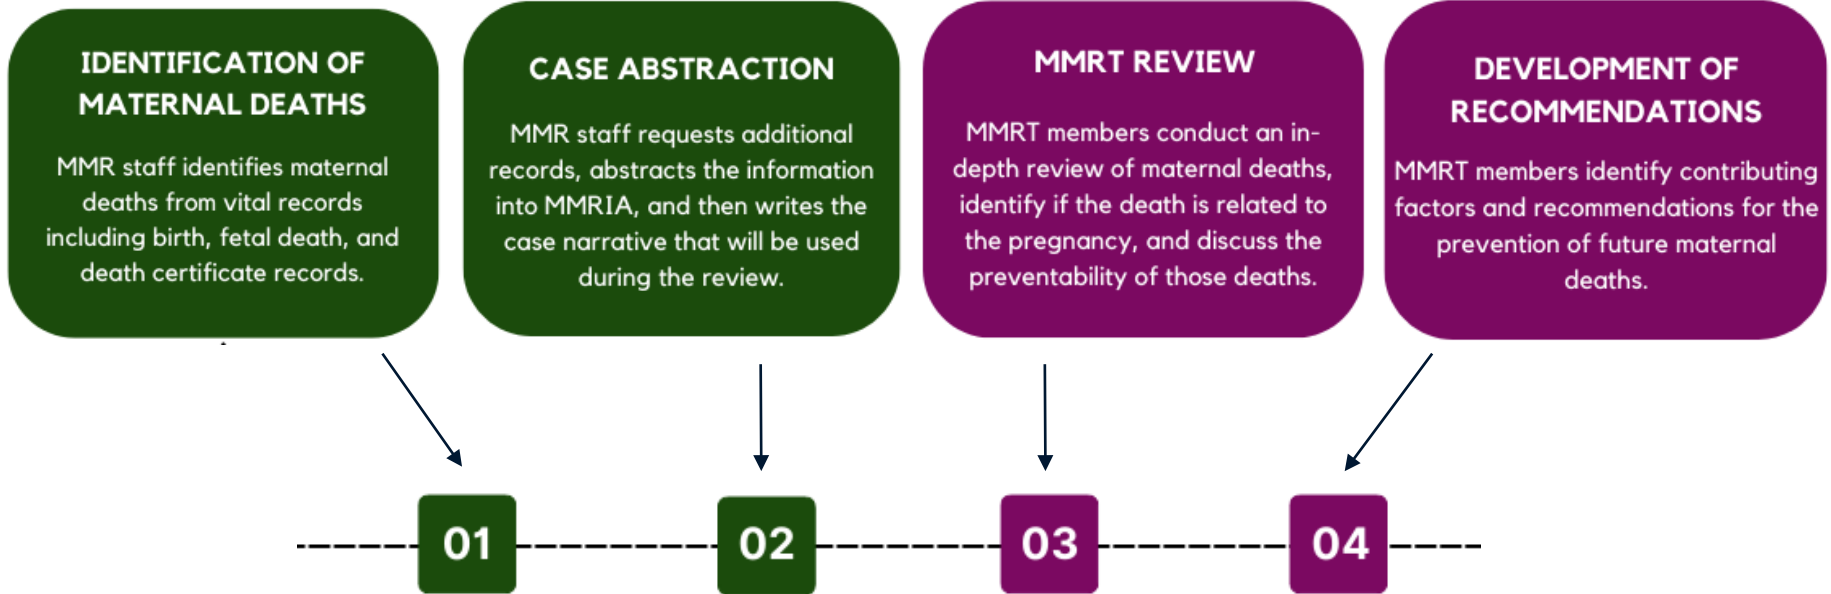 IDENTIFICATION OF
MATERNAL DEATHS
MMR staff identifies maternal
deaths from vital records
including birth, fetal death, and
death certificate records.
CASE ABSTRACTION
MMR staff requests additional
records, abstracts the information
into MMRIA, and then writes the
case narrative that will be used
during the review.
MMRT REVIEW
MMRT members conduct an in-
depth review of maternal deaths,
identify if the death is related to
the pregnancy, and discuss the
preventability of those deaths.
DEVELOPMENT OF
RECOMMENDATIONS
MMRT members identify contributing
factors and recommendations for the
prevention of future maternal
deaths.
01
02
03
04